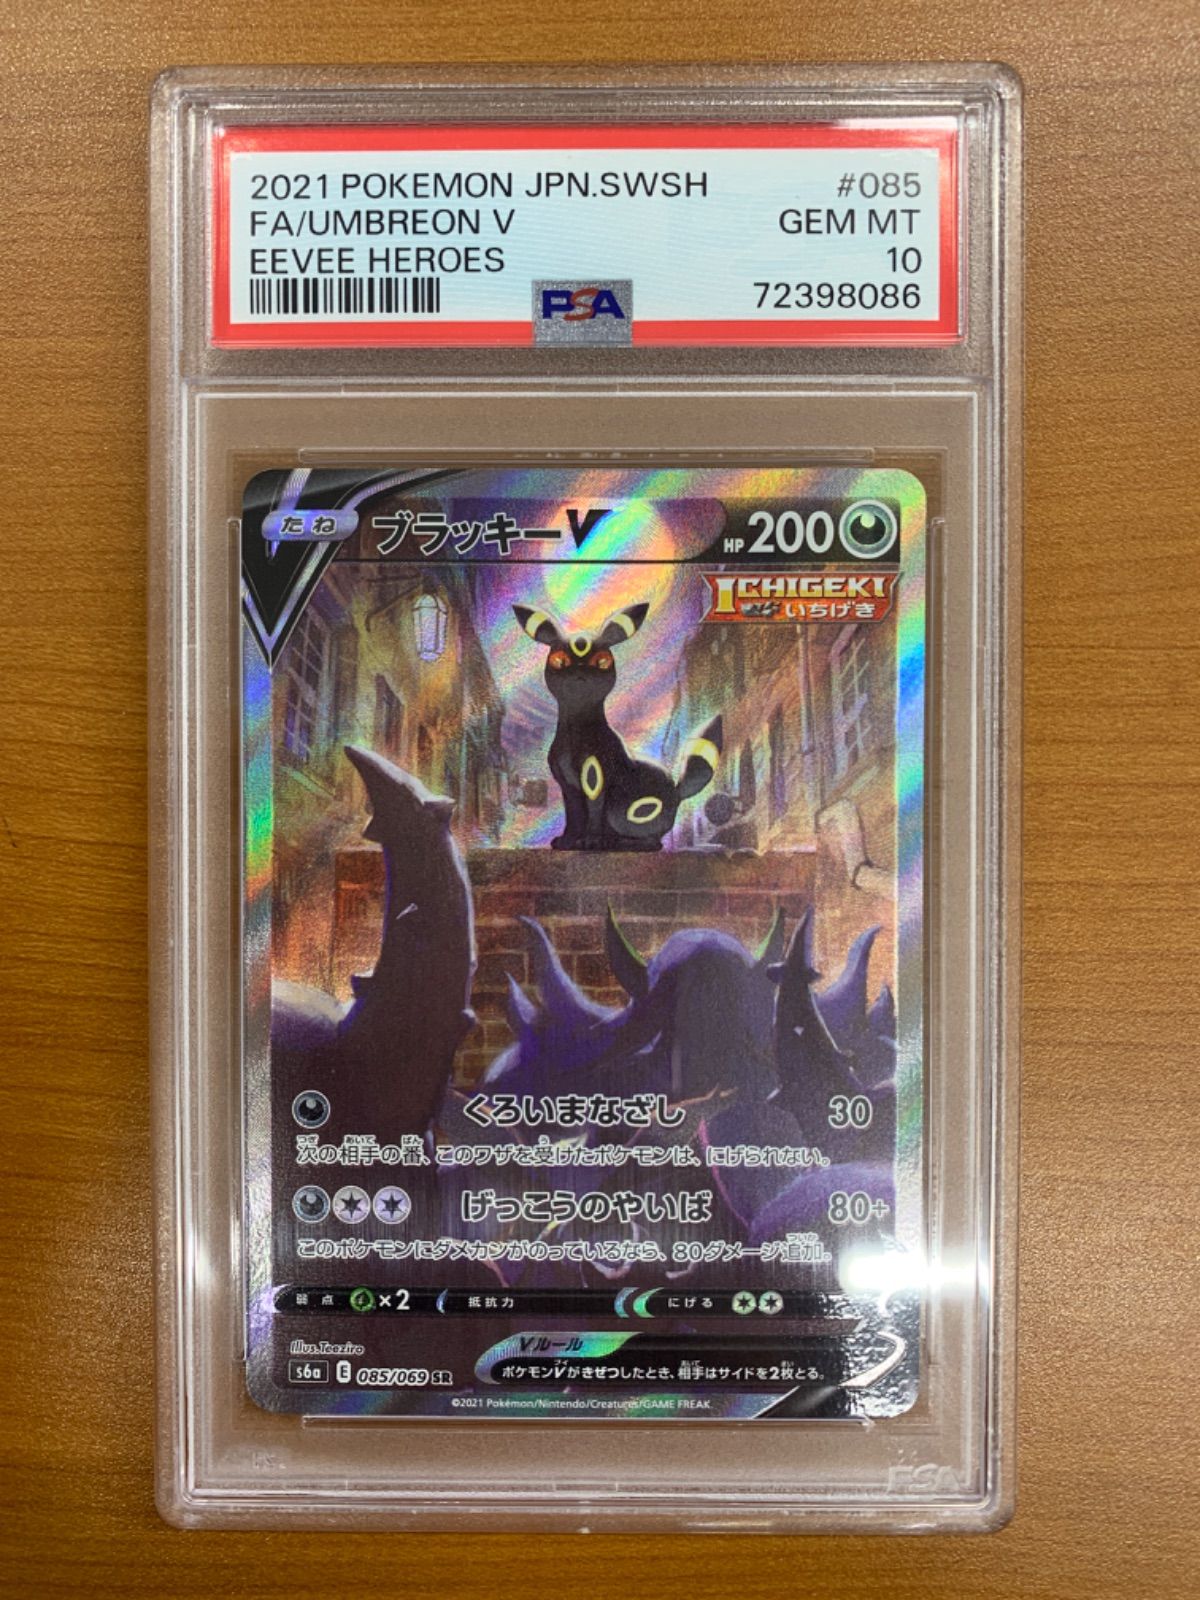 2021 POKEMON JPN.SWSH #085
FA/UMBREON V GEM MT
EEVEE HEROES 10
PSA 72398086
たね ブラッキーV HP 200
ICHIGEKI
いちげき
くろいまなざし 30
次の相手の番、このワザを受けたポケモンは、にげられない。
げっこうのやいば 80+
このポケモンにダメカンがのっているなら、80ダメージ追加。
弱点 ×2 抵抗力 にげる
Illus.Teeziro
Vルール
s6a E 085/069 SR ポケモンVがきぜつしたとき、相手はサイドを2枚とる。
©2021 Pokémon/Nintendo/Creatures/GAME FREAK.
PSA